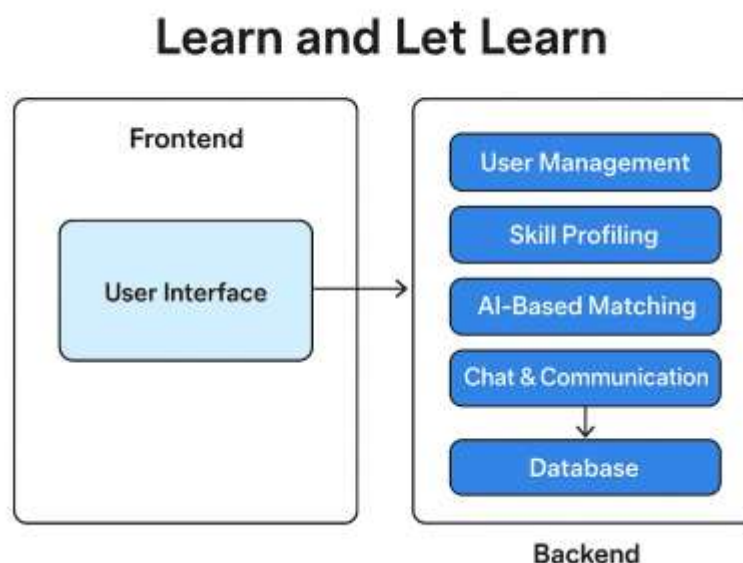 Learn and Let Learn
Frontend
User Interface
User Management
Skill Profiling
AI-Based Matching
Chat & Communication
Database
Backend